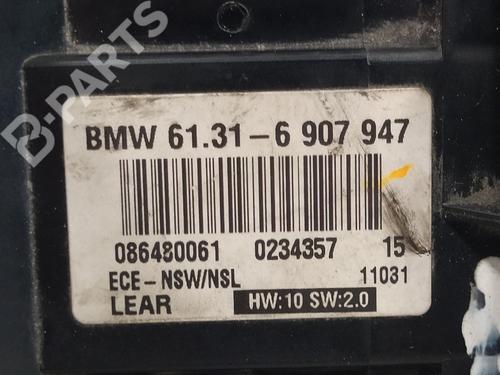 B-PARTS
BMW 61.31-6 907 947
086480061 0234357 15
ECE-NSW/NSL 11031
LEAR HW:10 SW:2.0